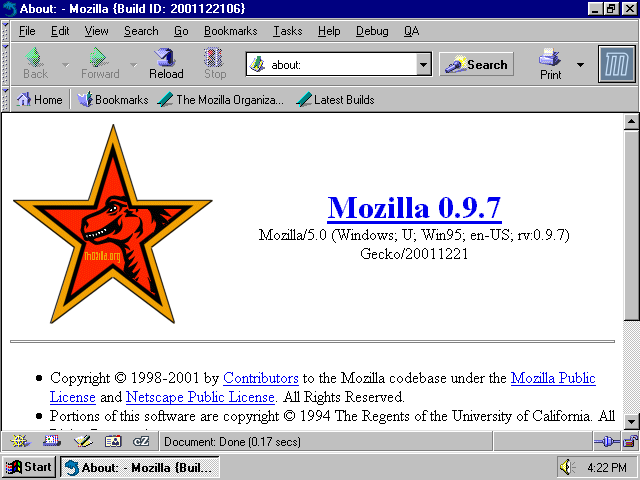 About: - Mozilla {Build ID: 2001122106}
File Edit View Search Go Bookmarks Tasks Help Debug QA
Back Forward Reload Stop about: Search Print
Home Bookmarks The Mozilla Organiza... Latest Builds
mozilla.org
Mozilla 0.9.7
Mozilla/5.0 (Windows; U; Win95; en-US; rv:0.9.7)
Gecko/20011221
Copyright © 1998-2001 by Contributors to the Mozilla codebase under the Mozilla Public
License and Netscape Public License. All Rights Reserved.
Portions of this software are copyright © 1994 The Regents of the University of California. All
cZ Document: Done (0.17 secs)
Start About: - Mozilla {Buil... 4:22 PM